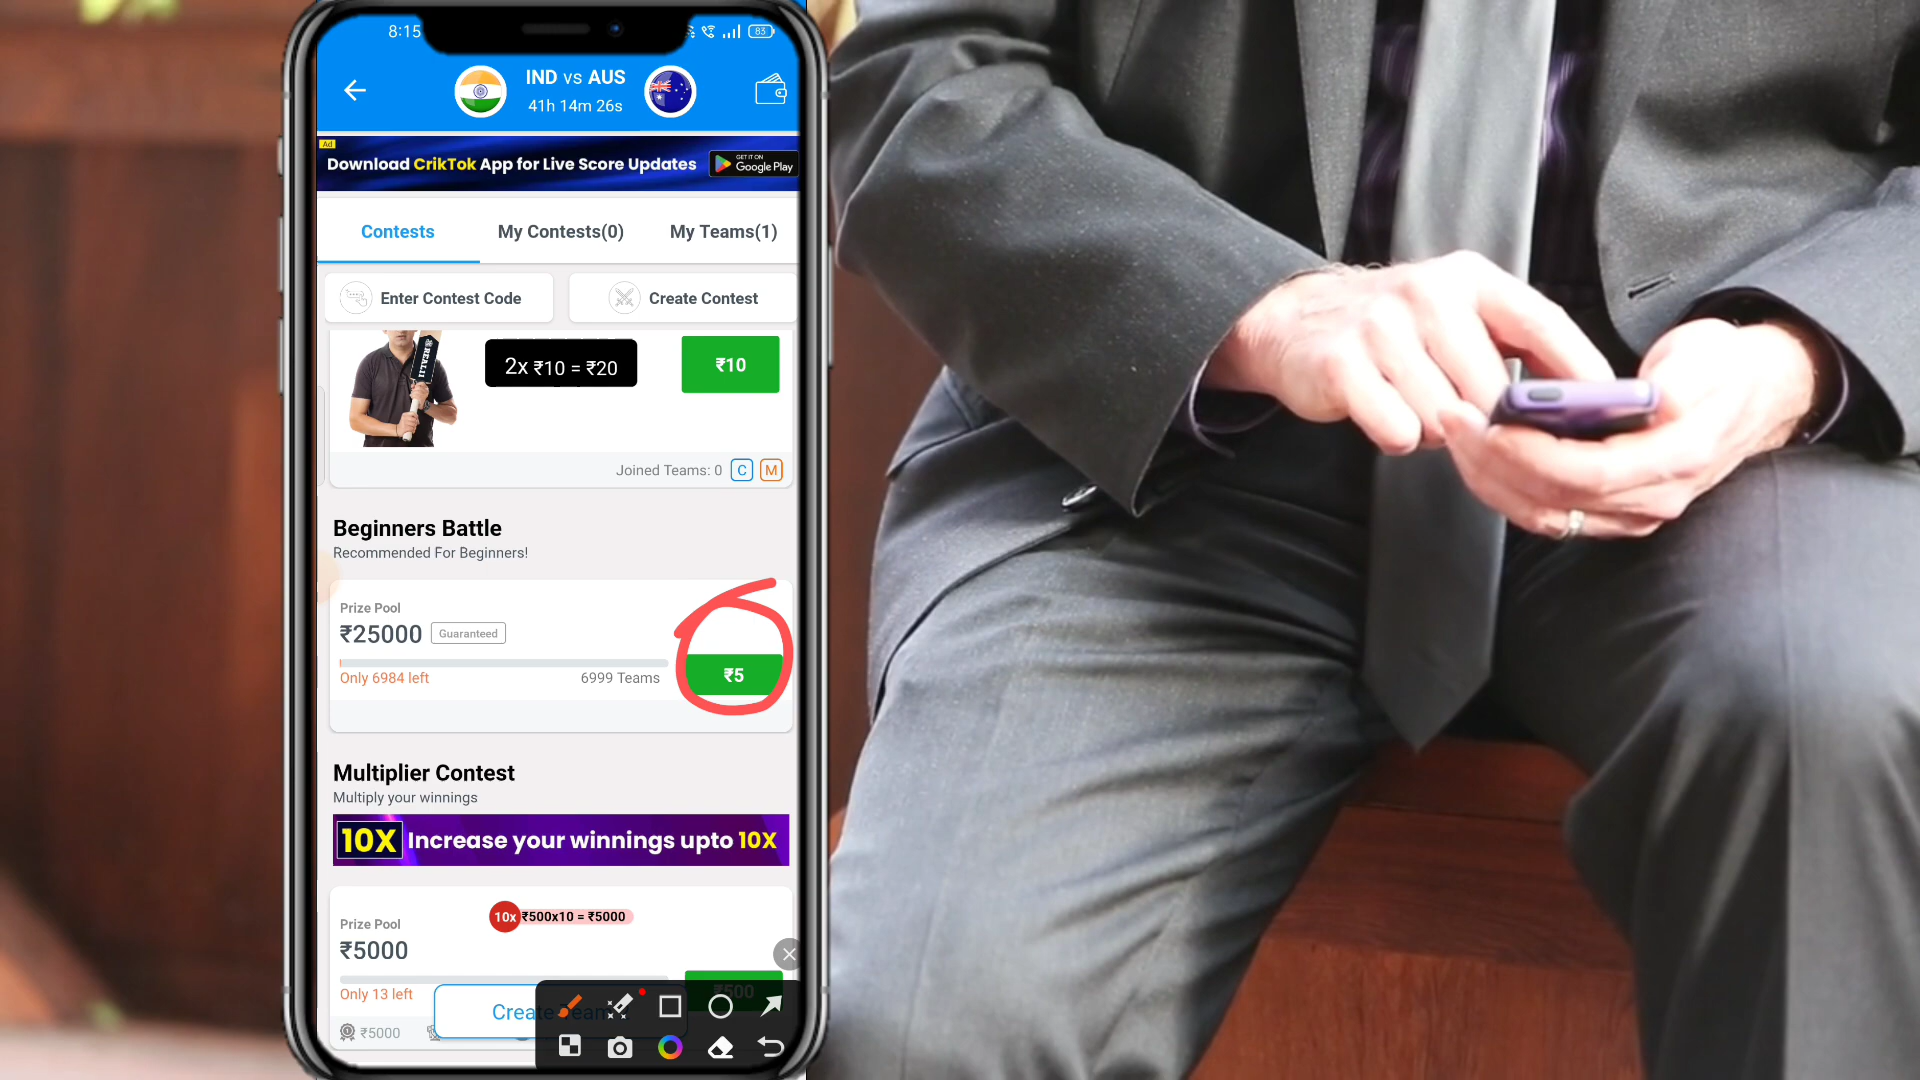 8:15
83
IND vs AUS
41h 14m 26s
Ad
Download CrikTok App for Live Score Updates
GET IT ON
Google Play
Contests
My Contests(0)
My Teams(1)
Enter Contest Code
Create Contest
REALII
2x ₹10 = ₹20
₹10
Joined Teams: 0
C
M
Beginners Battle
Recommended For Beginners!
Prize Pool
₹25000
Guaranteed
Only 6984 left
6999 Teams
₹5
Multiplier Contest
Multiply your winnings
10X
Increase your winnings upto 10X
10x
₹500x10 = ₹5000
Prize Pool
₹5000
Only 13 left
₹500
Create Team
₹5000